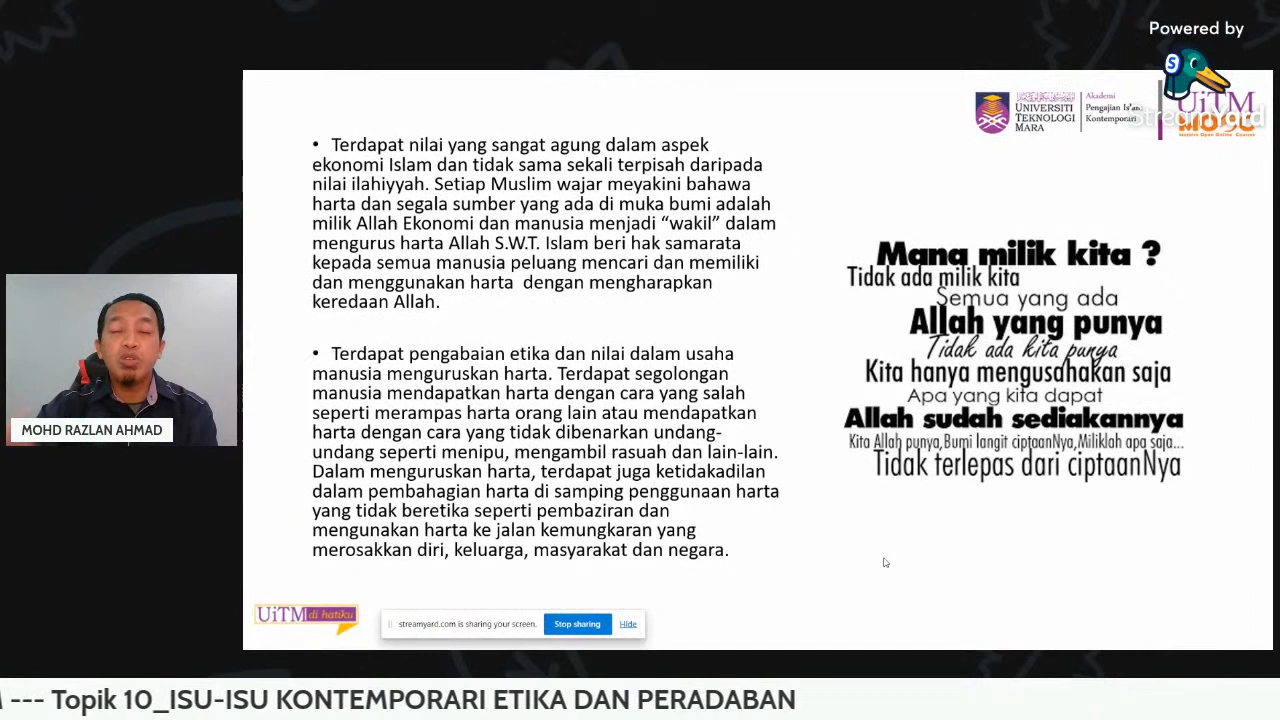 Powered by
StreamYard
UNIVERSITI
TEKNOLOGI
MARA
Akademi
Pengajian Islam
Kontemporari
UiTM
MOOC
• Terdapat nilai yang sangat agung dalam aspek
ekonomi Islam dan tidak sama sekali terpisah daripada
nilai ilahiyyah. Setiap Muslim wajar meyakini bahawa
harta dan segala sumber yang ada di muka bumi adalah
milik Allah Ekonomi dan manusia menjadi “wakil” dalam
mengurus harta Allah S.W.T. Islam beri hak samarata
kepada semua manusia peluang mencari dan memiliki
dan menggunakan harta dengan mengharapkan
keredaan Allah.
• Terdapat pengabaian etika dan nilai dalam usaha
manusia menguruskan harta. Terdapat segolongan
manusia mendapatkan harta dengan cara yang salah
seperti merampas harta orang lain atau mendapatkan
harta dengan cara yang tidak dibenarkan undang-
undang seperti menipu, mengambil rasuah dan lain-lain.
Dalam menguruskan harta, terdapat juga ketidakadilan
dalam pembahagian harta di samping penggunaan harta
yang tidak beretika seperti pembaziran dan
mengunakan harta ke jalan kemungkaran yang
merosakkan diri, keluarga, masyarakat dan negara.
Mana milik kita ?
Tidak ada milik kita
Semua yang ada
Allah yang punya
Tidak ada kita punya
Kita hanya mengusahakan saja
Apa yang kita dapat
Allah sudah sediakannya
Kita Allah punya,Bumi langit ciptaanNya,Miliklah apa saja...
Tidak terlepas dari ciptaanNya
MOHD RAZLAN AHMAD
UiTM di hatiku
streamyard.com is sharing your screen.
Stop sharing
Hide
--- Topik 10_ISU-ISU KONTEMPORARI ETIKA DAN PERADABAN